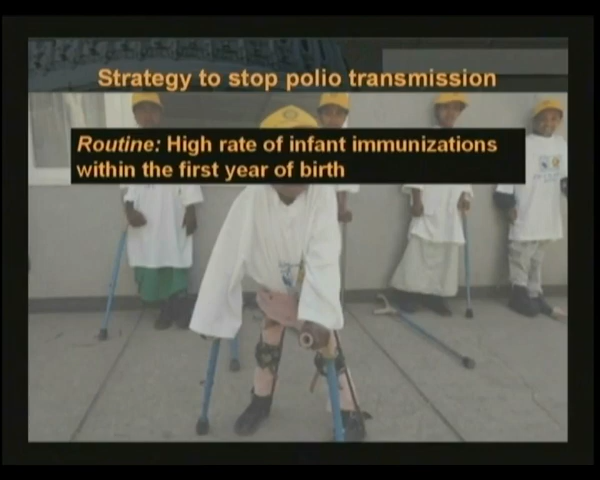 Strategy to stop polio transmission
Routine: High rate of infant immunizations
within the first year of birth